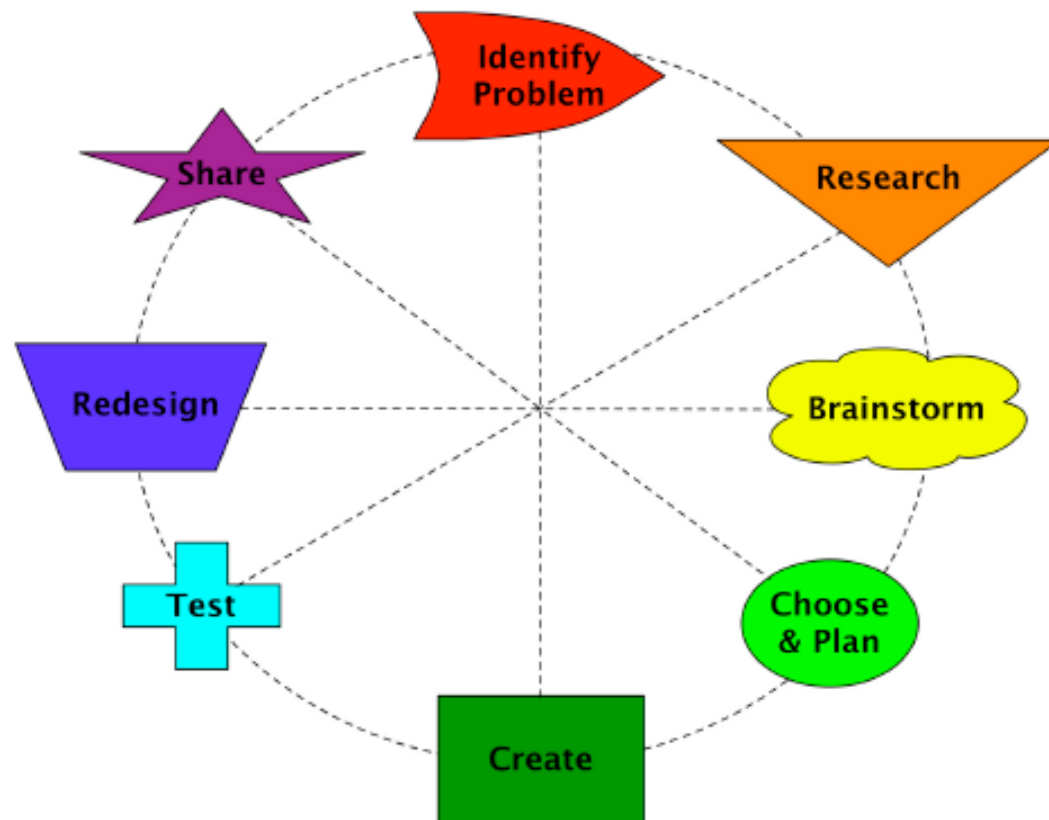 Identify
Problem
Research
Brainstorm
Choose
& Plan
Create
Test
Redesign
Share